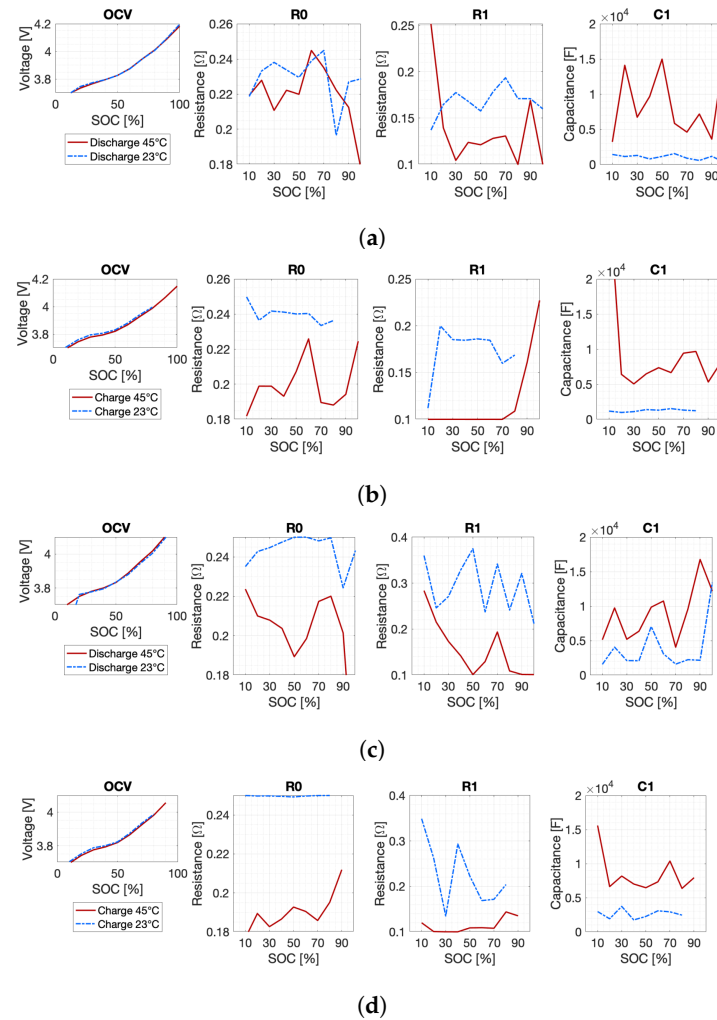 OCV
R0
R1
C1
Voltage [V]
4.2
4
3.8
0
50
100
SOC [%]
Discharge 45°C
Discharge 23°C
Resistance [Ω]
0.26
0.24
0.22
0.2
0.18
10 30 50 70 90
SOC [%]
Resistance [Ω]
0.25
0.2
0.15
0.1
10 30 50 70 90
SOC [%]
Capacitance [F]
×10⁴
2
1.5
1
0.5
0
10 30 50 70 90
SOC [%]
(a)
OCV
R0
R1
C1
Voltage [V]
4.2
4
3.8
0
50
100
SOC [%]
Charge 45°C
Charge 23°C
Resistance [Ω]
0.26
0.24
0.22
0.2
0.18
10 30 50 70 90
SOC [%]
Resistance [Ω]
0.25
0.2
0.15
0.1
10 30 50 70 90
SOC [%]
Capacitance [F]
×10⁴
2
1.5
1
0.5
0
10 30 50 70 90
SOC [%]
(b)
OCV
R0
R1
C1
Voltage [V]
4
3.8
0
50
100
SOC [%]
Discharge 45°C
Discharge 23°C
Resistance [Ω]
0.24
0.22
0.2
0.18
10 30 50 70 90
SOC [%]
Resistance [Ω]
0.4
0.3
0.2
0.1
10 30 50 70 90
SOC [%]
Capacitance [F]
×10⁴
2
1.5
1
0.5
0
10 30 50 70 90
SOC [%]
(c)
OCV
R0
R1
C1
Voltage [V]
4
3.8
0
50
100
SOC [%]
Charge 45°C
Charge 23°C
Resistance [Ω]
0.24
0.22
0.2
0.18
10 30 50 70 90
SOC [%]
Resistance [Ω]
0.4
0.3
0.2
0.1
10 30 50 70 90
SOC [%]
Capacitance [F]
×10⁴
2
1.5
1
0.5
0
10 30 50 70 90
SOC [%]
(d)